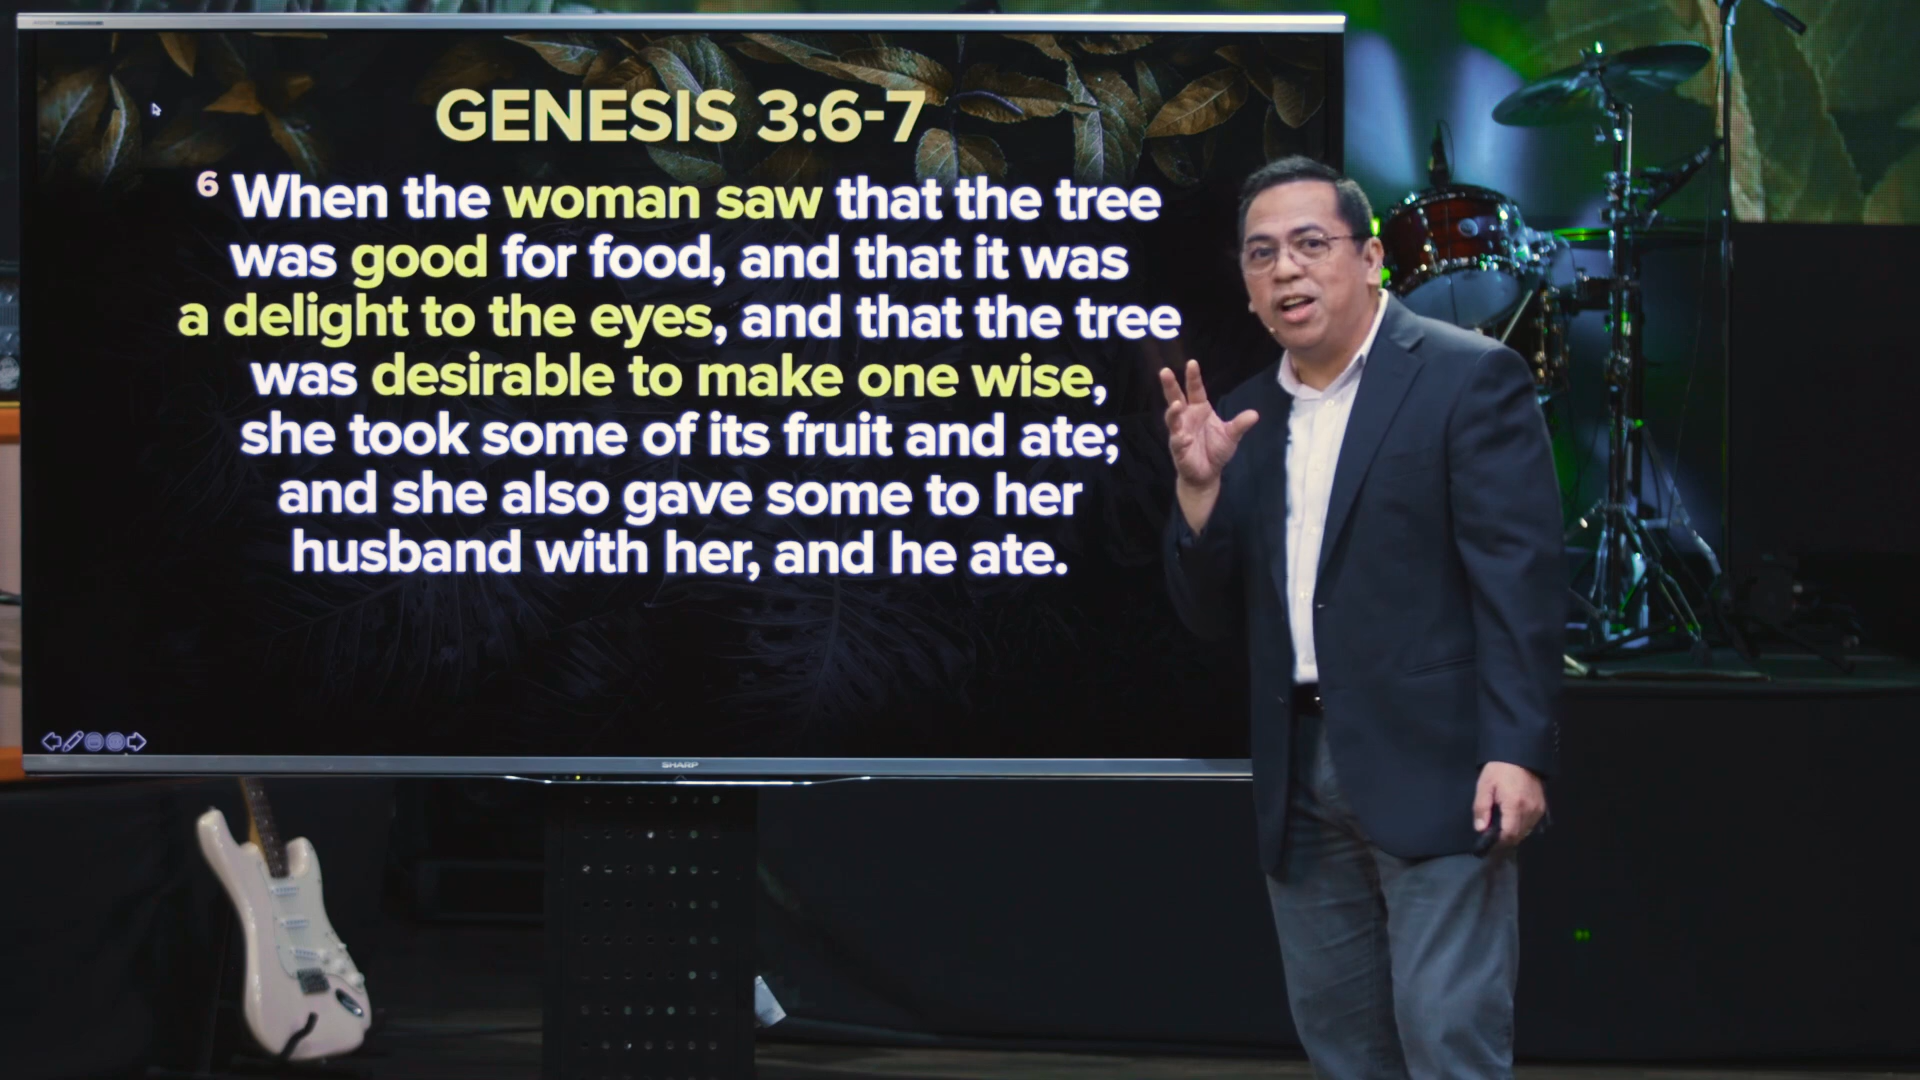 GENESIS 3:6-7
6 When the woman saw that the tree
was good for food, and that it was
a delight to the eyes, and that the tree
was desirable to make one wise,
she took some of its fruit and ate;
and she also gave some to her
husband with her, and he ate.
SHARP